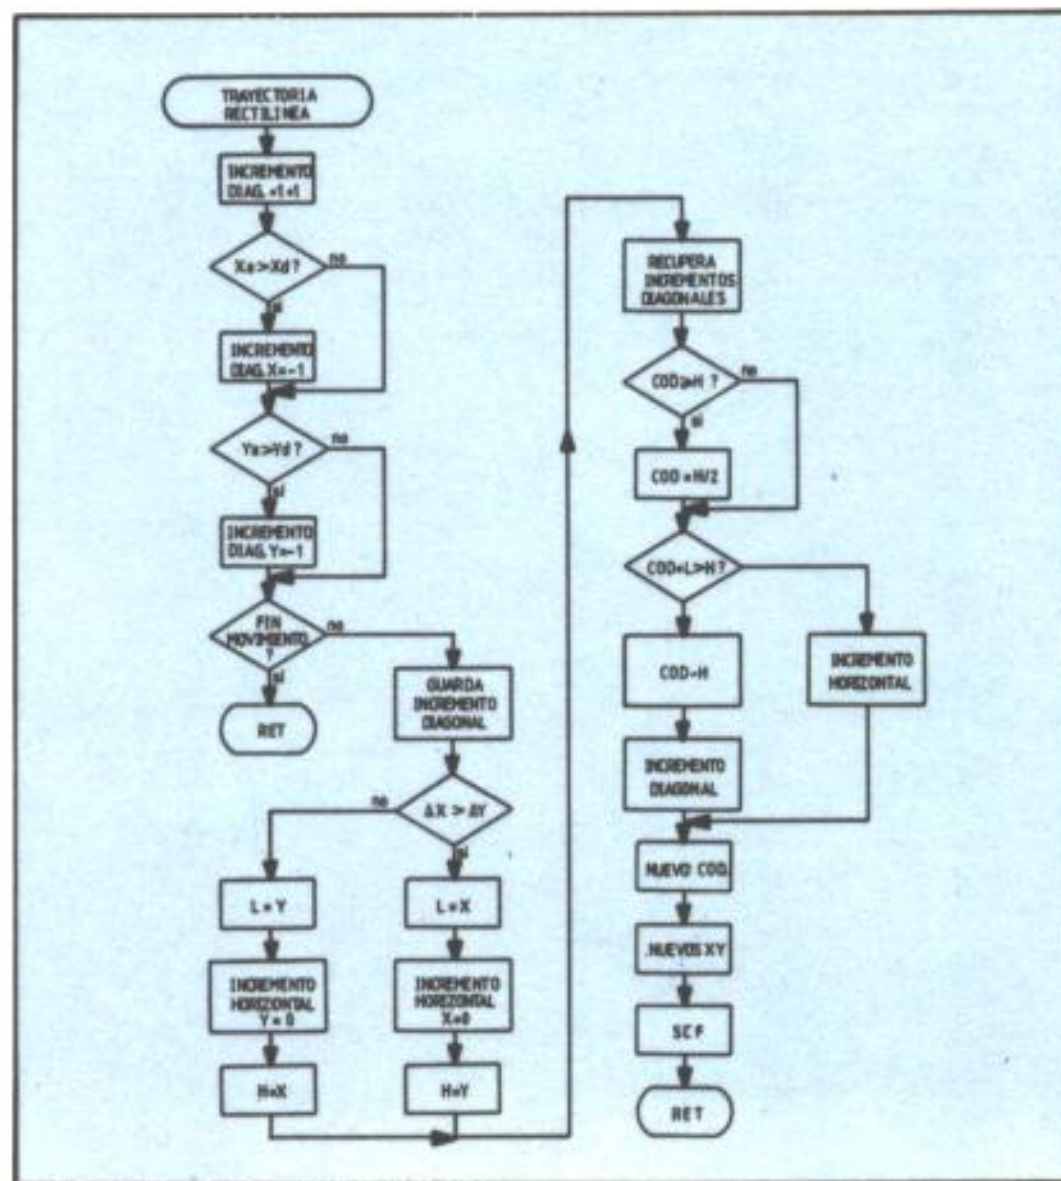 TRAYECTORIA
RECTILINEA
INCREMENTO
DIAG. +1+1
Xa>Xd?
no
si
INCREMENTO
DIAG. X=-1
Ya>Yd?
no
si
INCREMENTO
DIAG. Y=-1
FIN
MOVIMIENTO
?
no
si
RET
GUARDA
INCREMENTO
DIAGONAL
ΔX > ΔY
no
si
L=Y
INCREMENTO
HORIZONTAL
Y=0
H=X
L=X
INCREMENTO
HORIZONTAL
X=0
H=Y
RECUPERA
INCREMENTOS
DIAGONALES
COD≥H ?
no
si
COD=H/2
COD+L>H?
COD-H
INCREMENTO
HORIZONTAL
INCREMENTO
DIAGONAL
NUEVO COD.
.NUEVOS XY
SCF
RET